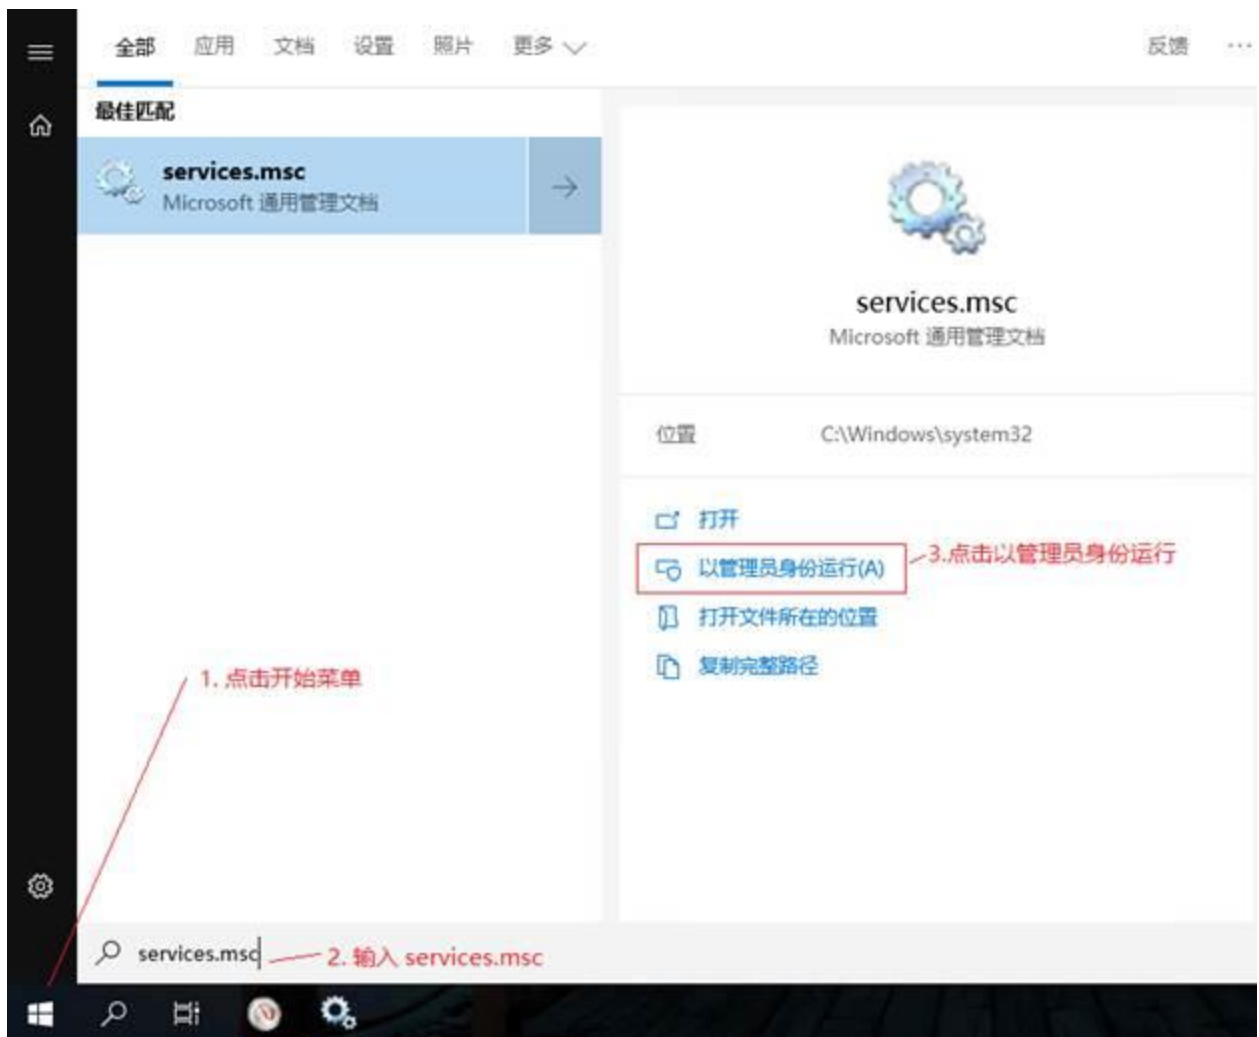 全部 应用 文档 设置 照片 更多 反馈 ···
最佳匹配
services.msc
Microsoft 通用管理文档
services.msc
Microsoft 通用管理文档
位置 C:\Windows\system32
打开
以管理员身份运行(A)
3.点击以管理员身份运行
打开文件所在的位置
复制完整路径
1. 点击开始菜单
services.msc
2. 输入 services.msc